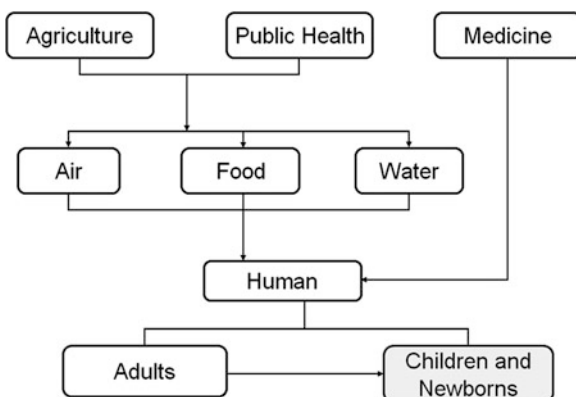 Agriculture
Public Health
Medicine
Air
Food
Water
Human
Adults
Children and
Newborns